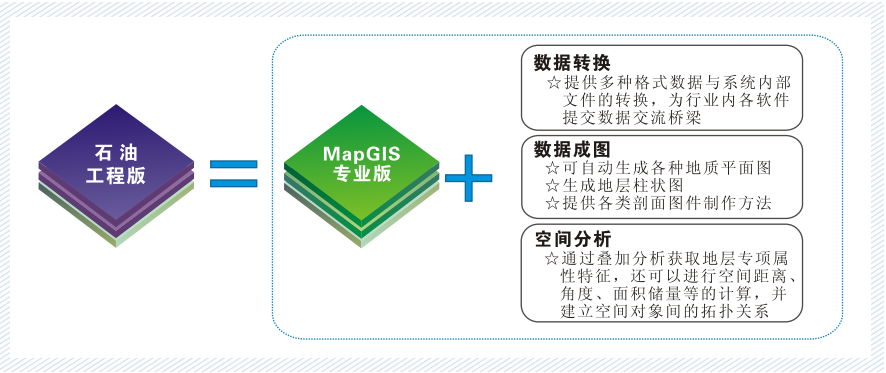 石油
工程版
MapGIS
专业版
数据转换
☆提供多种格式数据与系统内部
文件的转换，为行业内各软件
提交数据交流桥梁
数据成图
☆可自动生成各种地质平面图
☆生成地层柱状图
☆提供各类剖面图件制作方法
空间分析
☆通过叠加分析获取地层专项属
性特征，还可以进行空间距离、
角度、面积储量等的计算，并
建立空间对象间的拓扑关系